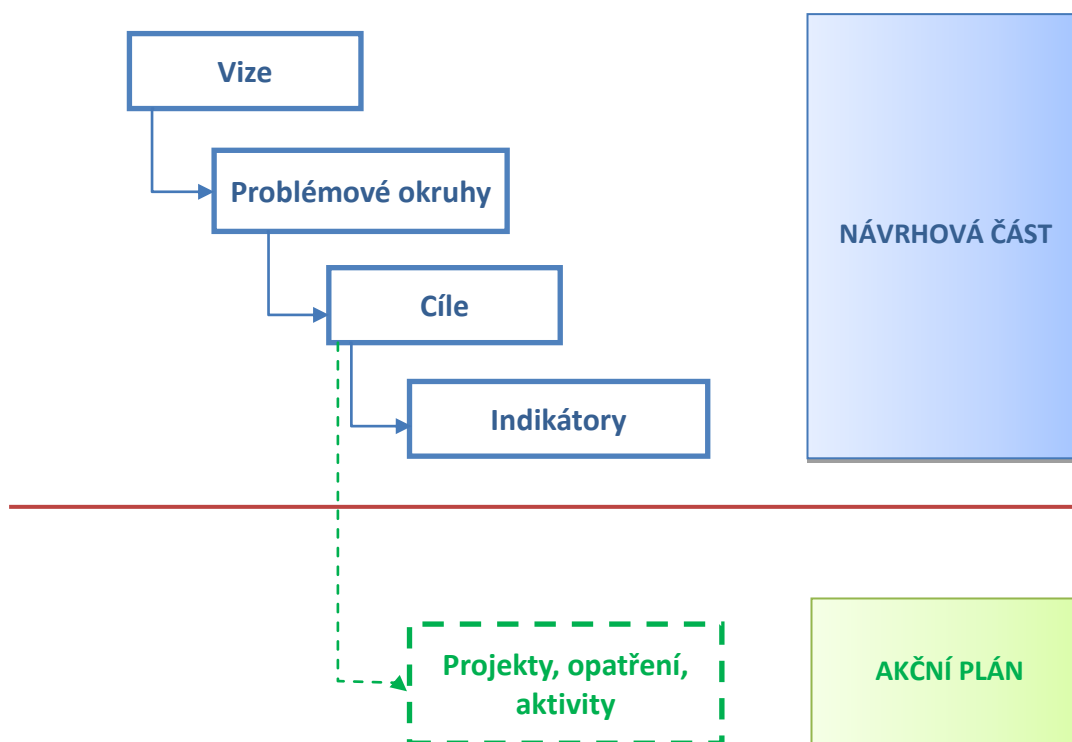 Vize
Problémové okruhy
NÁVRHOVÁ ČÁST
Cíle
Indikátory
Projekty, opatření,
aktivity
AKČNÍ PLÁN